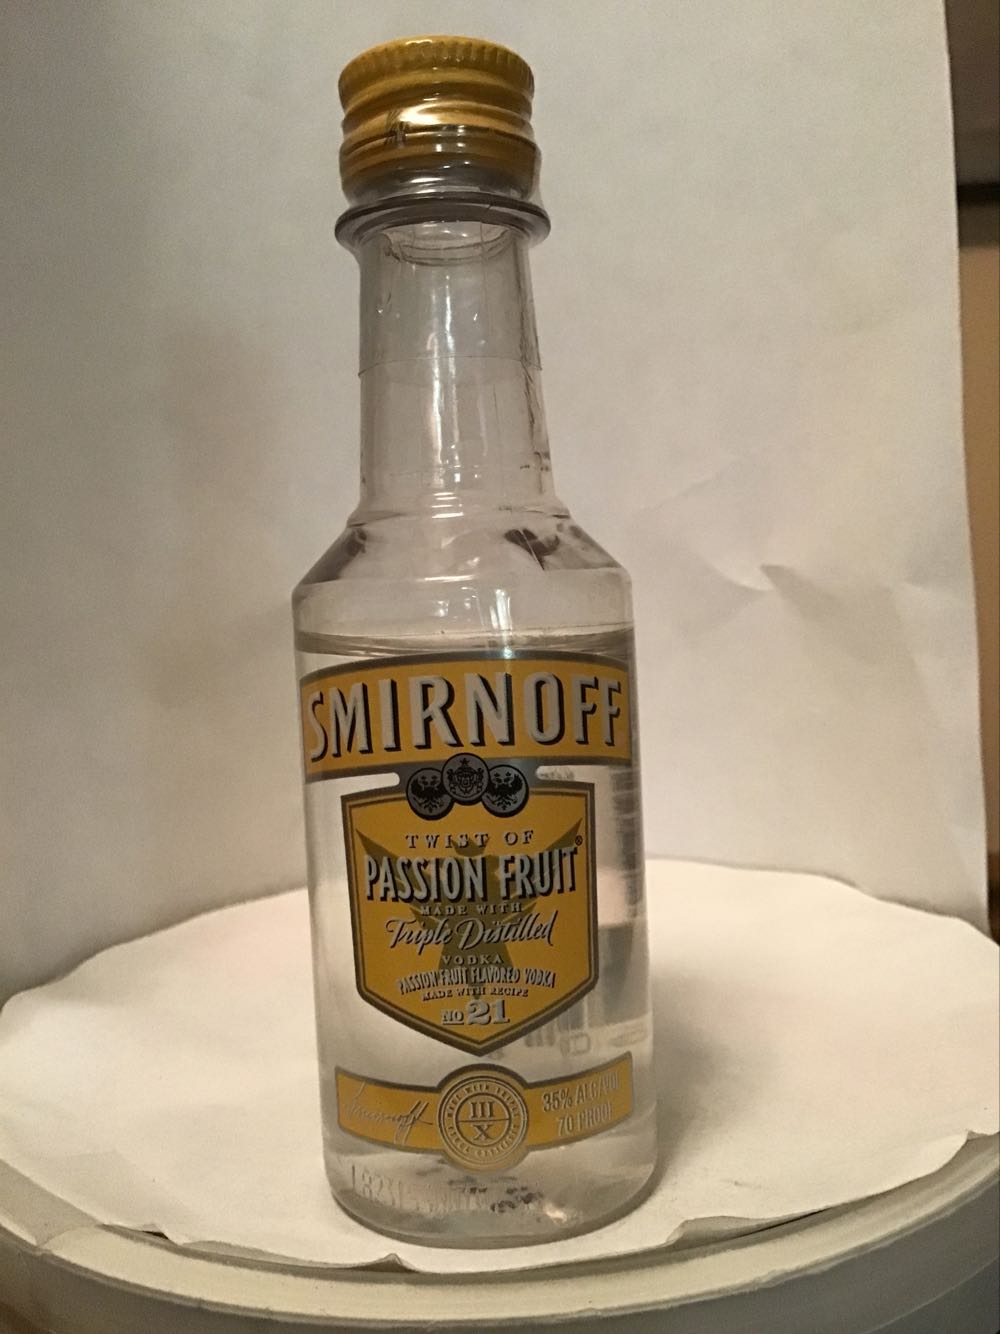 SMIRNOFF
TWIST OF
PASSION FRUIT®
MADE WITH
Triple Distilled
VODKA
PASSION FRUIT FLAVORED VODKA
MADE WITH RECIPE
NO 21
Smirnoff
III
X
35% ALC/VOL
70 PROOF